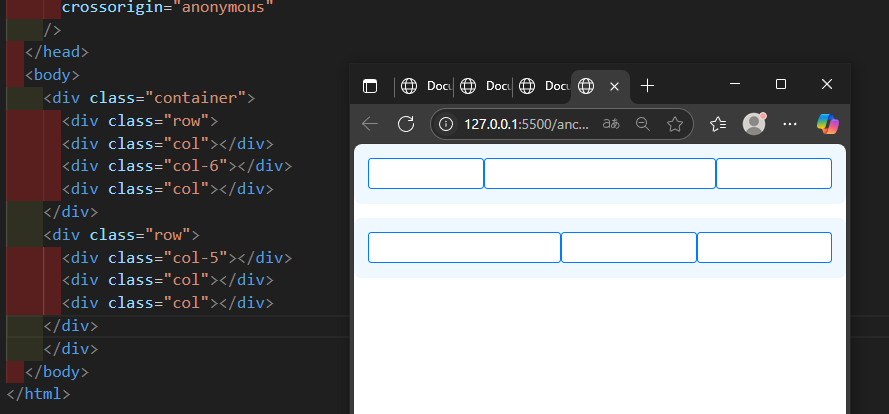 crossorigin="anonymous"
/>
</head>
<body>
<div class="container">
<div class="row">
<div class="col"></div>
<div class="col-6"></div>
<div class="col"></div>
</div>
<div class="row">
<div class="col-5"></div>
<div class="col"></div>
<div class="col"></div>
</div>
</div>
</body>
</html>
Docu
Docu
Docu
127.0.0.1:5500/anc... aあ